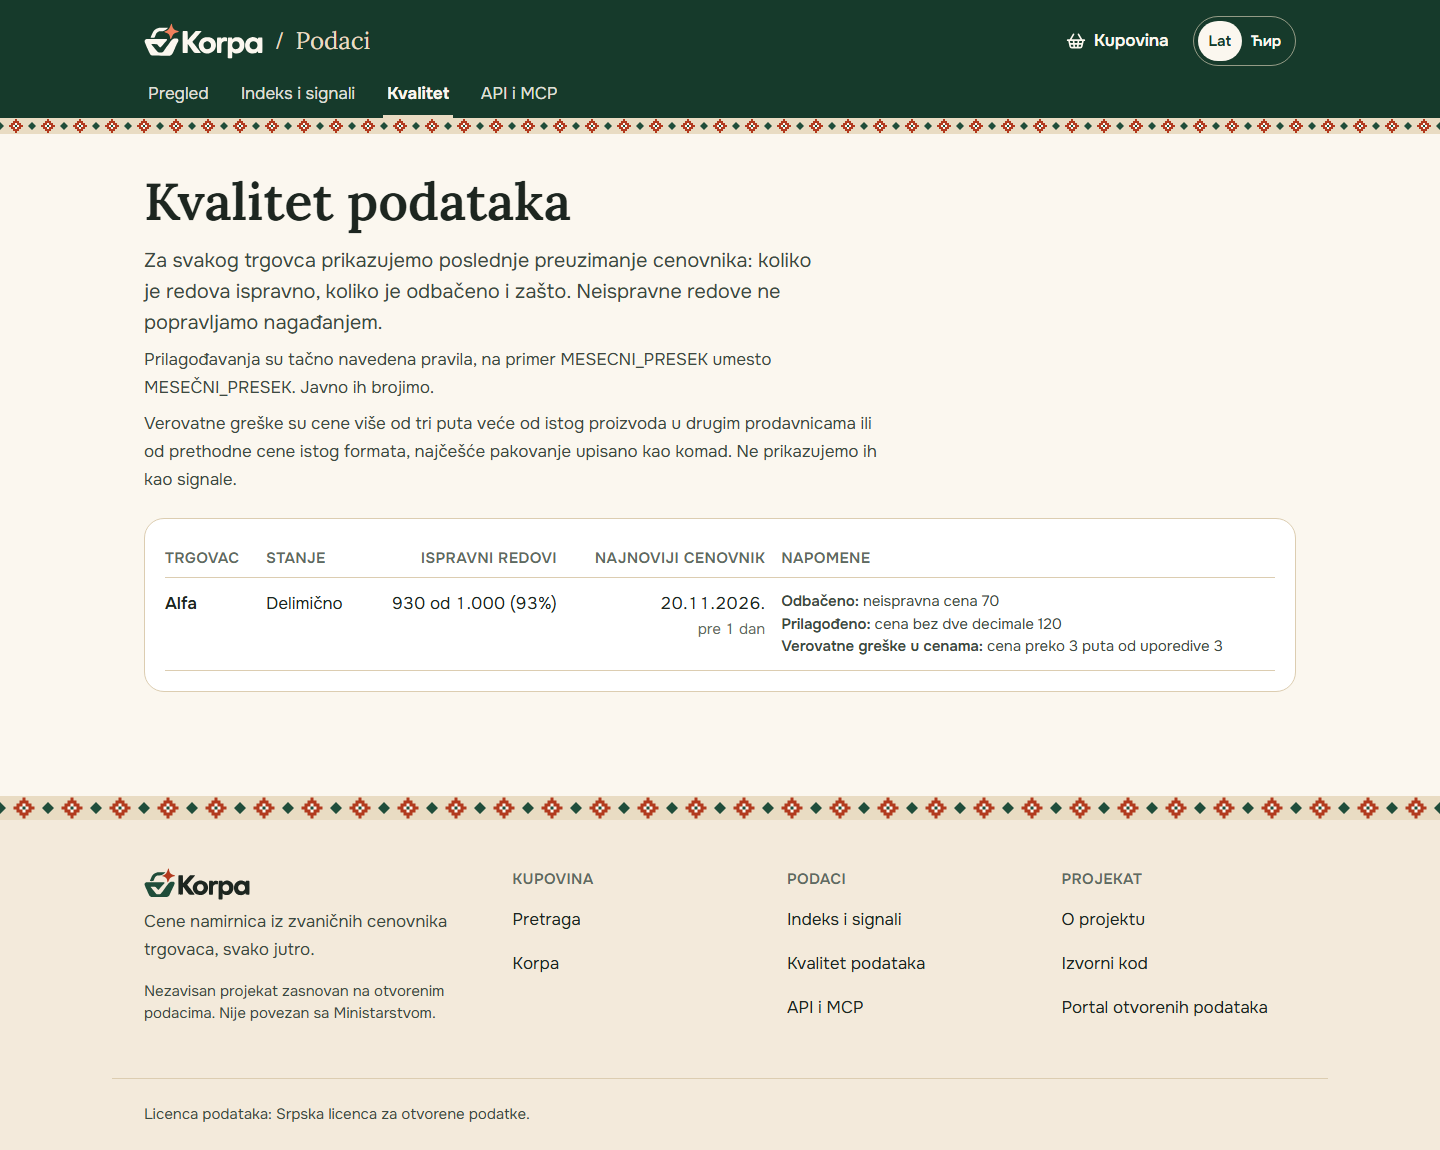 Korpa / Podaci
Kupovina
Lat Ћир
Pregled Indeks i signali Kvalitet API i MCP
Kvalitet podataka
Za svakog trgovca prikazujemo poslednje preuzimanje cenovnika: koliko
je redova ispravno, koliko je odbačeno i zašto. Neispravne redove ne
popravljamo nagađanjem.
Prilagođavanja su tačno navedena pravila, na primer MESECNI_PRESEK umesto
MESEČNI_PRESEK. Javno ih brojimo.
Verovatne greške su cene više od tri puta veće od istog proizvoda u drugim prodavnicama ili
od prethodne cene istog formata, najčešće pakovanje upisano kao komad. Ne prikazujemo ih
kao signale.
TRGOVAC STANJE ISPRAVNI REDOVI NAJNOVIJI CENOVNIK NAPOMENE
Alfa Delimično 930 od 1.000 (93%) 20.11.2026. Odbačeno: neispravna cena 70
pre 1 dan Prilagođeno: cena bez dve decimale 120
Verovatne greške u cenama: cena preko 3 puta od uporedive 3
Korpa
Cene namirnica iz zvaničnih cenovnika
trgovaca, svako jutro.
Nezavisan projekat zasnovan na otvorenim
podacima. Nije povezan sa Ministarstvom.
KUPOVINA
Pretraga
Korpa
PODACI
Indeks i signali
Kvalitet podataka
API i MCP
PROJEKAT
O projektu
Izvorni kod
Portal otvorenih podataka
Licenca podataka: Srpska licenca za otvorene podatke.